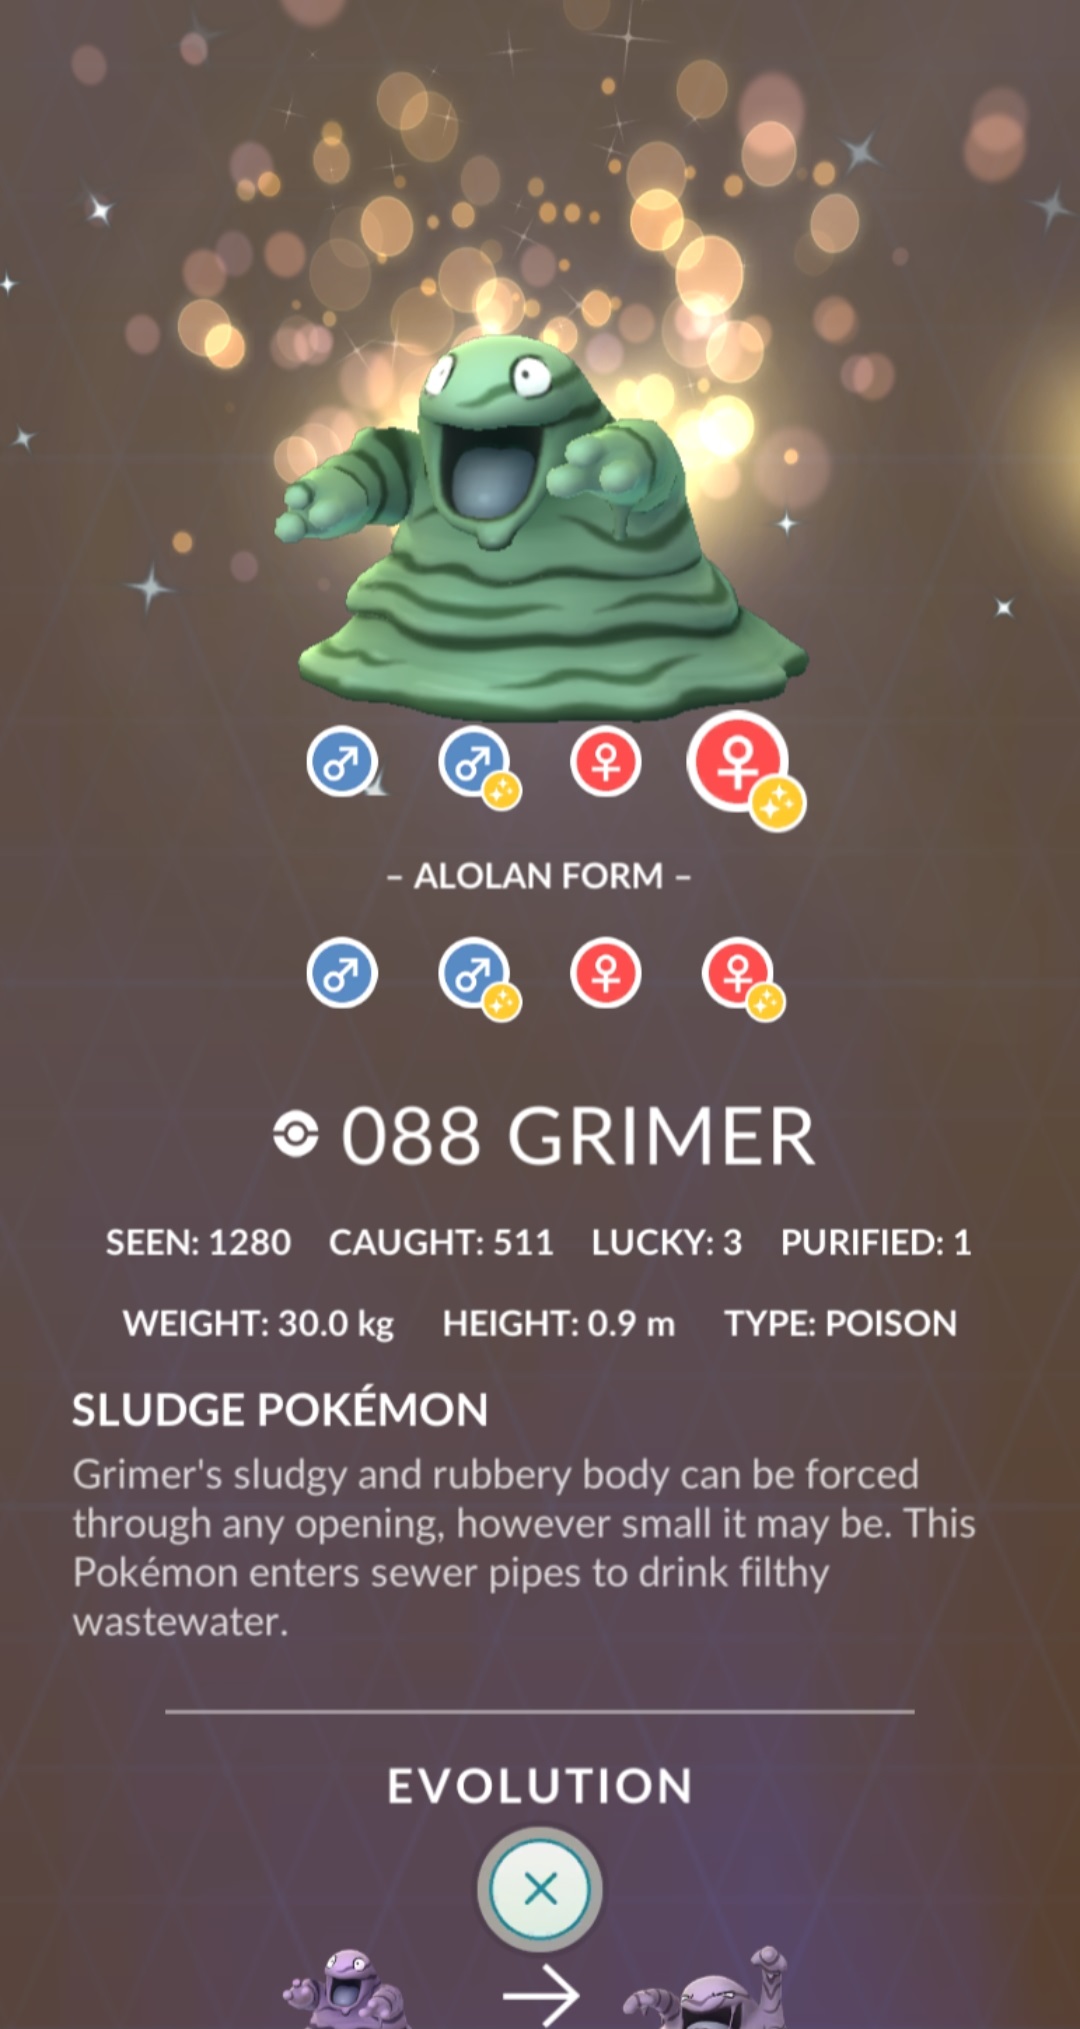 – ALOLAN FORM –
088 GRIMER
SEEN: 1280 CAUGHT: 511 LUCKY: 3 PURIFIED: 1
WEIGHT: 30.0 kg HEIGHT: 0.9 m TYPE: POISON
SLUDGE POKÉMON
Grimer's sludgy and rubbery body can be forced
through any opening, however small it may be. This
Pokémon enters sewer pipes to drink filthy
wastewater.
EVOLUTION